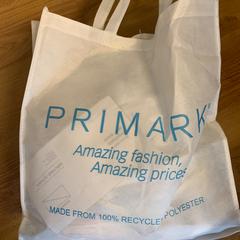 PRIMARK®
Amazing fashion,
Amazing prices
MADE FROM 100% RECYCLED POLYESTER